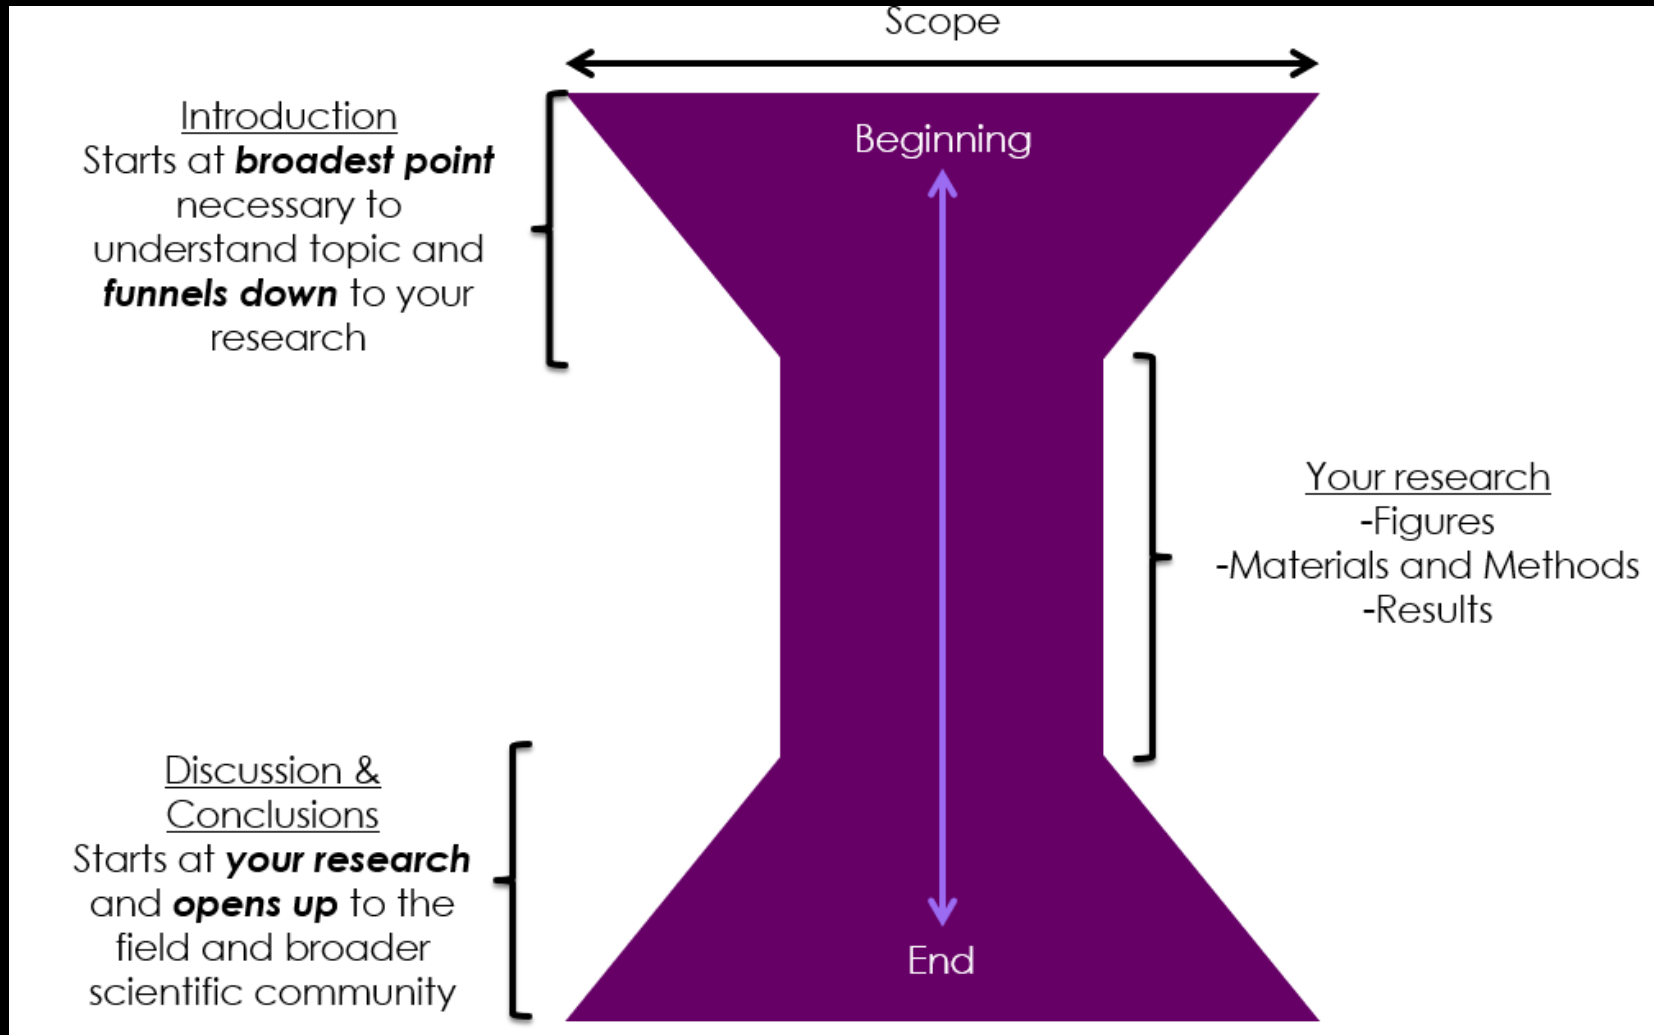 Scope
Beginning
Introduction
Starts at broadest point
necessary to
understand topic and
funnels down to your
research
Your research
-Figures
-Materials and Methods
-Results
Discussion &
Conclusions
Starts at your research
and opens up to the
field and broader
scientific community
End